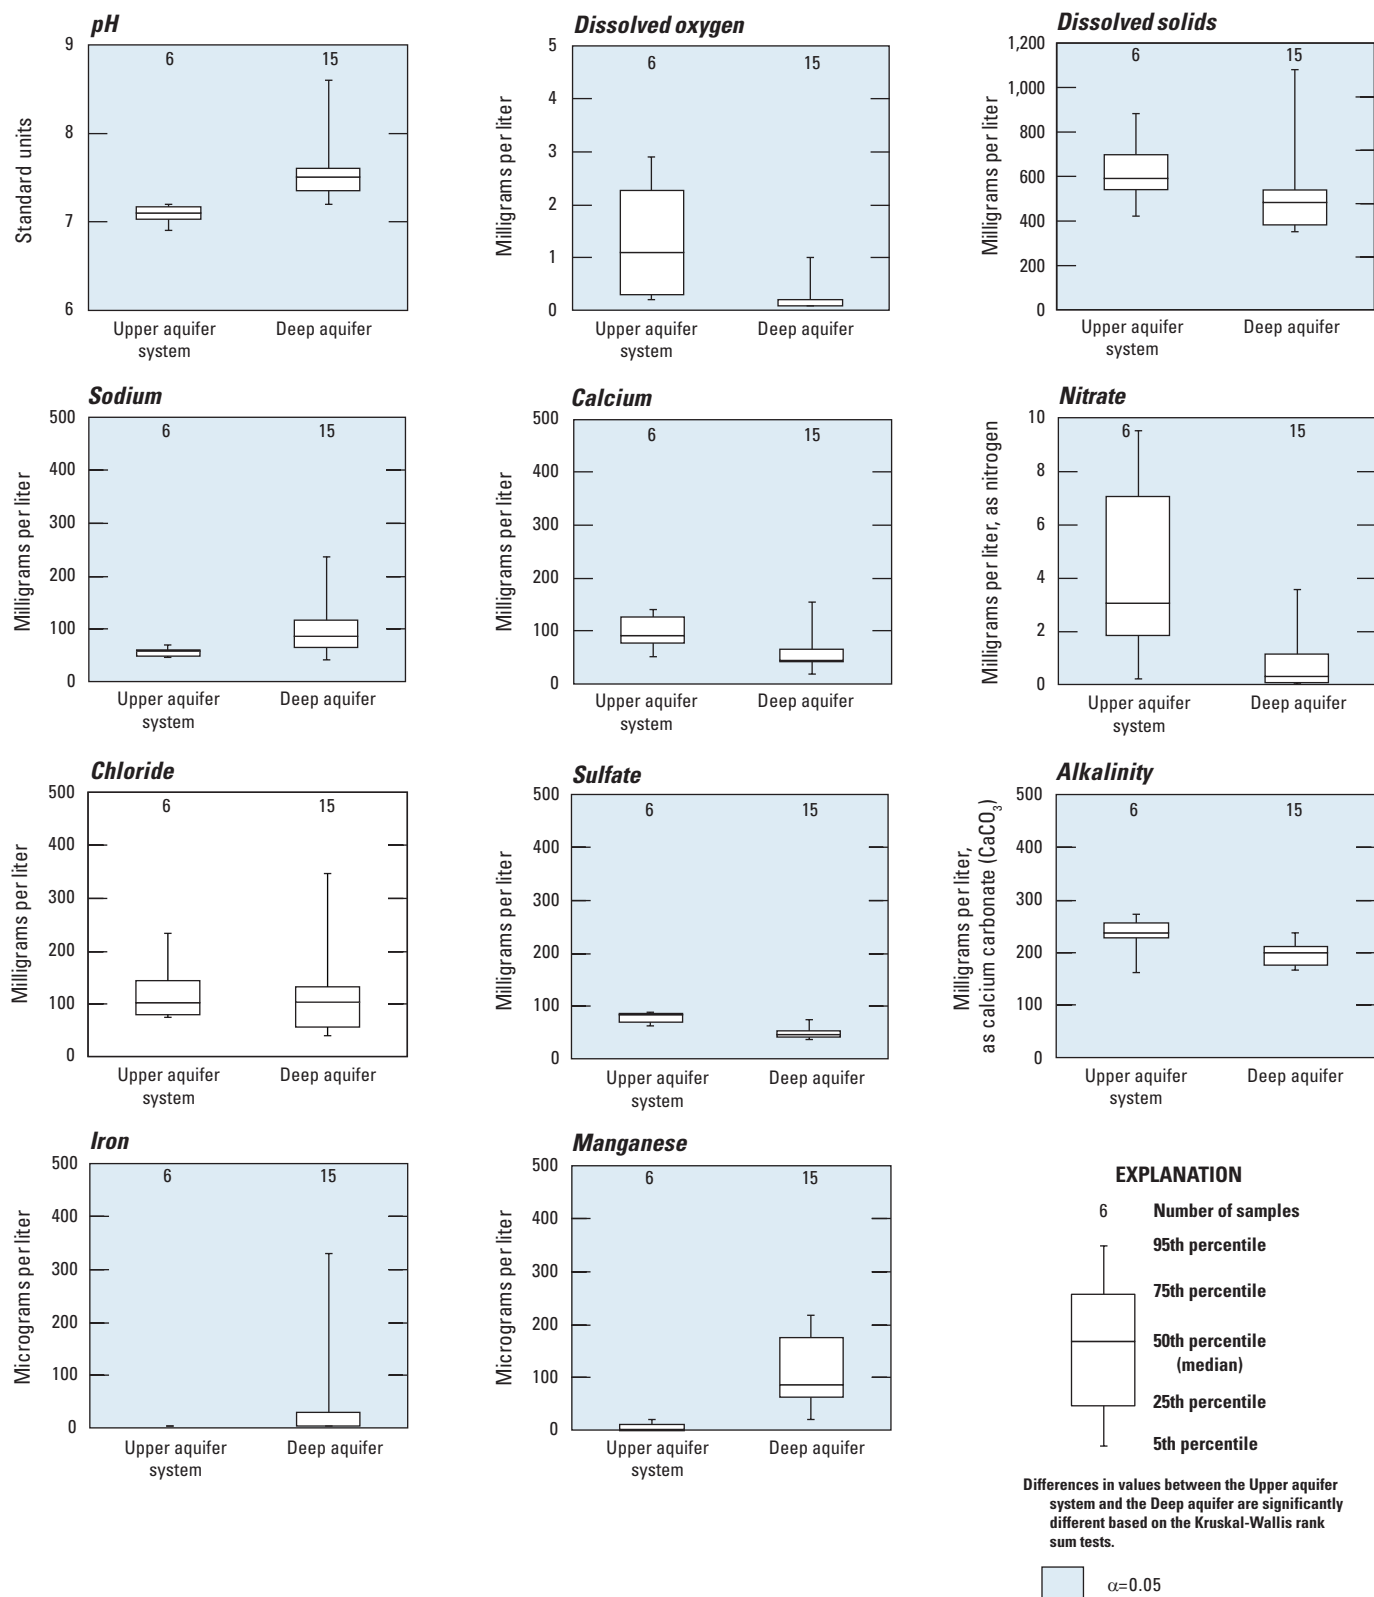 pH
9
8
7
6
Standard units
6
15
Upper aquifer
system
Deep aquifer
Dissolved oxygen
5
4
3
2
1
0
Milligrams per liter
6
15
Upper aquifer
system
Deep aquifer
Dissolved solids
1,200
1,000
800
600
400
200
0
Milligrams per liter
6
15
Upper aquifer
system
Deep aquifer
Sodium
500
400
300
200
100
0
Milligrams per liter
6
15
Upper aquifer
system
Deep aquifer
Calcium
500
400
300
200
100
0
Milligrams per liter
6
15
Upper aquifer
system
Deep aquifer
Nitrate
10
8
6
4
2
0
Milligrams per liter, as nitrogen
6
15
Upper aquifer
system
Deep aquifer
Chloride
500
400
300
200
100
0
Milligrams per liter
6
15
Upper aquifer
system
Deep aquifer
Sulfate
500
400
300
200
100
0
Milligrams per liter
6
15
Upper aquifer
system
Deep aquifer
Alkalinity
500
400
300
200
100
0
Milligrams per liter,
as calcium carbonate (CaCO₃)
6
15
Upper aquifer
system
Deep aquifer
Iron
500
400
300
200
100
0
Micrograms per liter
6
15
Upper aquifer
system
Deep aquifer
Manganese
500
400
300
200
100
0
Micrograms per liter
6
15
Upper aquifer
system
Deep aquifer
EXPLANATION
6 Number of samples
95th percentile
75th percentile
50th percentile
(median)
25th percentile
5th percentile
Differences in values between the Upper aquifer
system and the Deep aquifer are significantly
different based on the Kruskal-Wallis rank
sum tests.
α=0.05